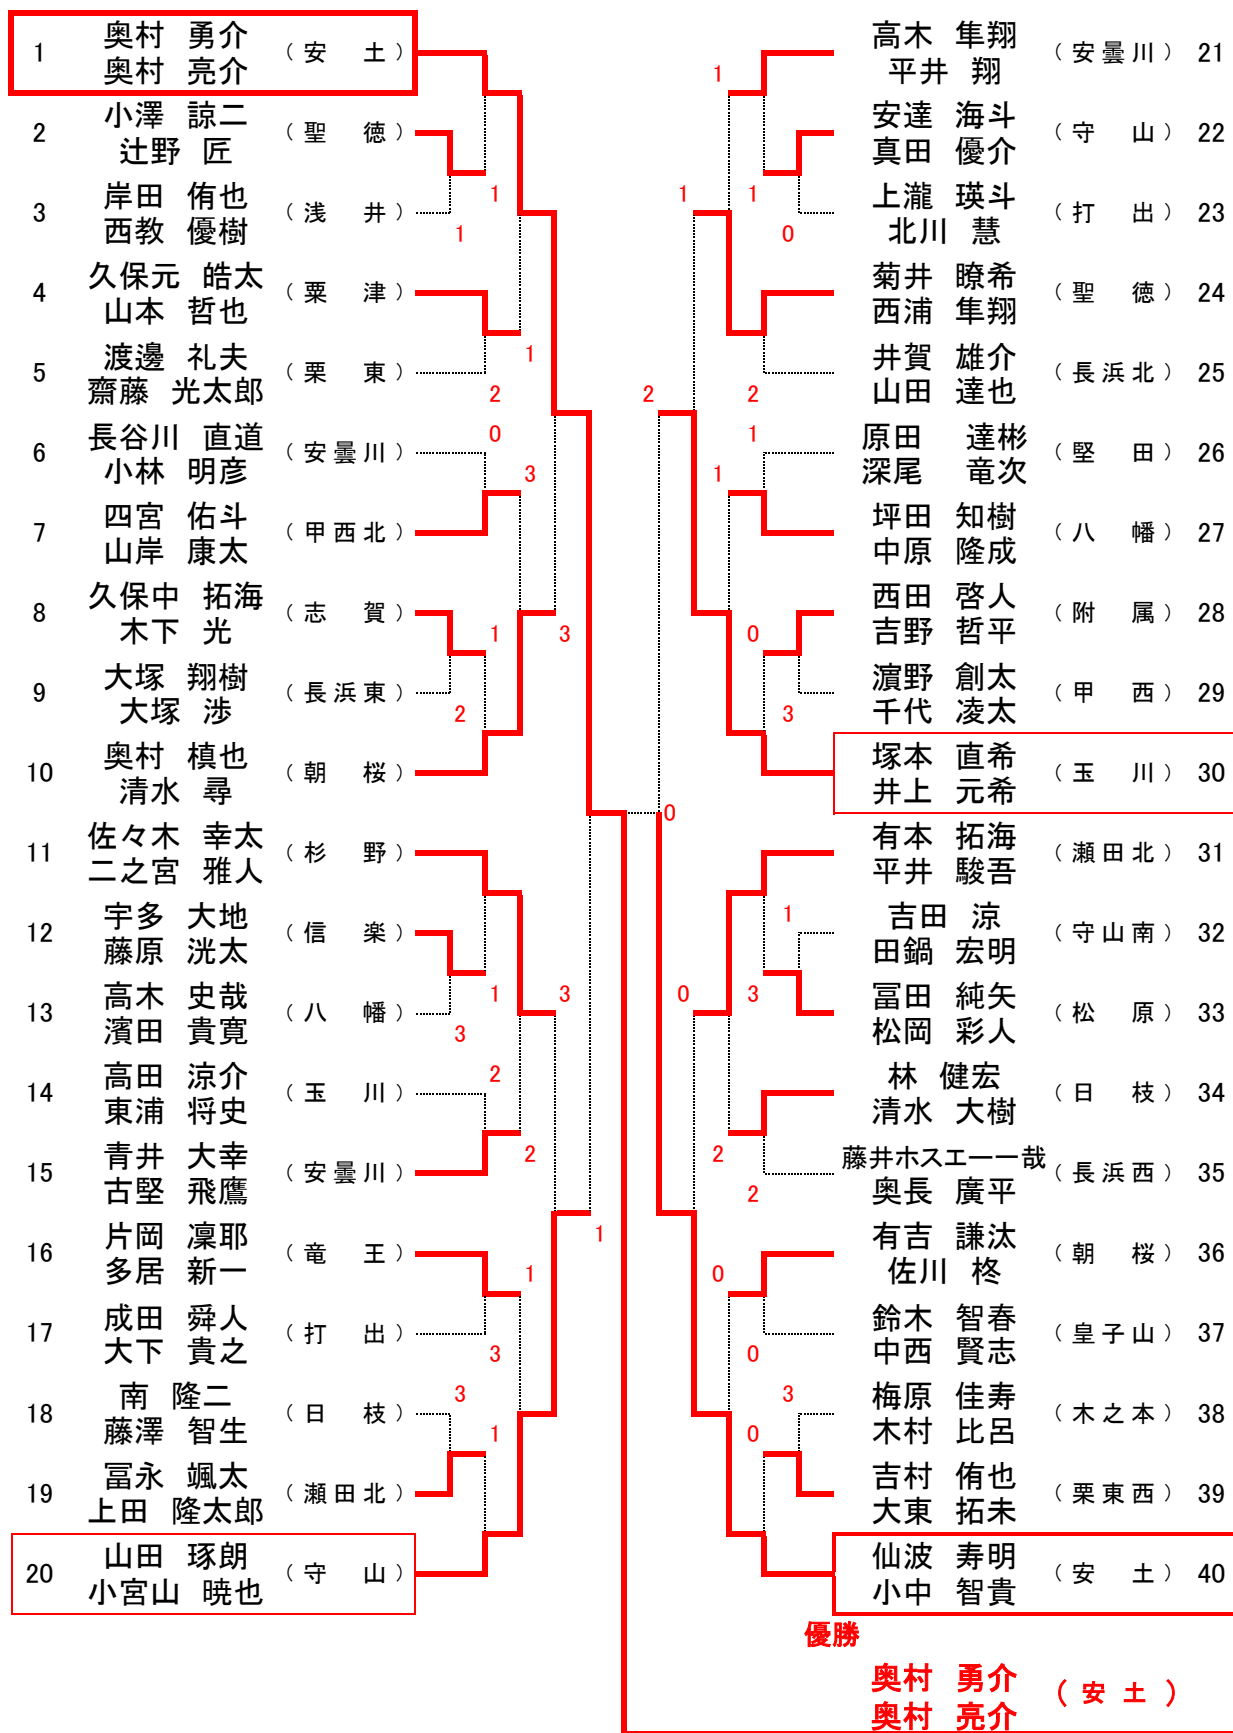 1 奥村 勇介 奥村 亮介 （安 土）
2 小澤 諒二 辻野 匠 （聖 徳）
3 岸田 侑也 西教 優樹 （浅 井）
4 久保元 皓太 山本 哲也 （粟 津）
5 渡邊 礼夫 齋藤 光太郎 （栗 東）
6 長谷川 直道 小林 明彦 （安曇川）
7 四宮 佑斗 山岸 康太 （甲西北）
8 久保中 拓海 木下 光 （志 賀）
9 大塚 翔樹 大塚 渉 （長浜東）
10 奥村 槙也 清水 尋 （朝 桜）
11 佐々木 幸太 二之宮 雅人 （杉 野）
12 宇多 大地 藤原 洸太 （信 楽）
13 高木 史哉 濱田 貴寛 （八 幡）
14 高田 涼介 東浦 将史 （玉 川）
15 青井 大幸 古堅 飛鷹 （安曇川）
16 片岡 凜耶 多居 新一 （竜 王）
17 成田 舜人 大下 貴之 （打 出）
18 南 隆二 藤澤 智生 （日 枝）
19 冨永 颯太 上田 隆太郎 （瀬田北）
20 山田 琢朗 小宮山 暁也 （守 山）
1
1
1
2
0
3
1
3
2
1
3
3
2
2
1
1
3
3
1
0
1
1
1
0
2
2
1
1
0
3
1
0
3
2
2
0
0
3
0
高木 隼翔 平井 翔 （安曇川） 21
安達 海斗 真田 優介 （守 山） 22
上瀧 瑛斗 北川 慧 （打 出） 23
菊井 瞭希 西浦 隼翔 （聖 徳） 24
井賀 雄介 山田 達也 （長浜北） 25
原田 達彬 深尾 竜次 （堅 田） 26
坪田 知樹 中原 隆成 （八 幡） 27
西田 啓人 吉野 哲平 （附 属） 28
濵野 創太 千代 凌太 （甲 西） 29
塚本 直希 井上 元希 （玉 川） 30
有本 拓海 平井 駿吾 （瀬田北） 31
吉田 涼 田鍋 宏明 （守山南） 32
冨田 純矢 松岡 彩人 （松 原） 33
林 健宏 清水 大樹 （日 枝） 34
藤井ホスエ一一哉 奥長 廣平 （長浜西） 35
有吉 謙汰 佐川 柊 （朝 桜） 36
鈴木 智春 中西 賢志 （皇子山） 37
梅原 佳寿 木村 比呂 （木之本） 38
吉村 侑也 大東 拓未 （栗東西） 39
仙波 寿明 小中 智貴 （安 土） 40
優勝
奥村 勇介
奥村 亮介
（安 土）